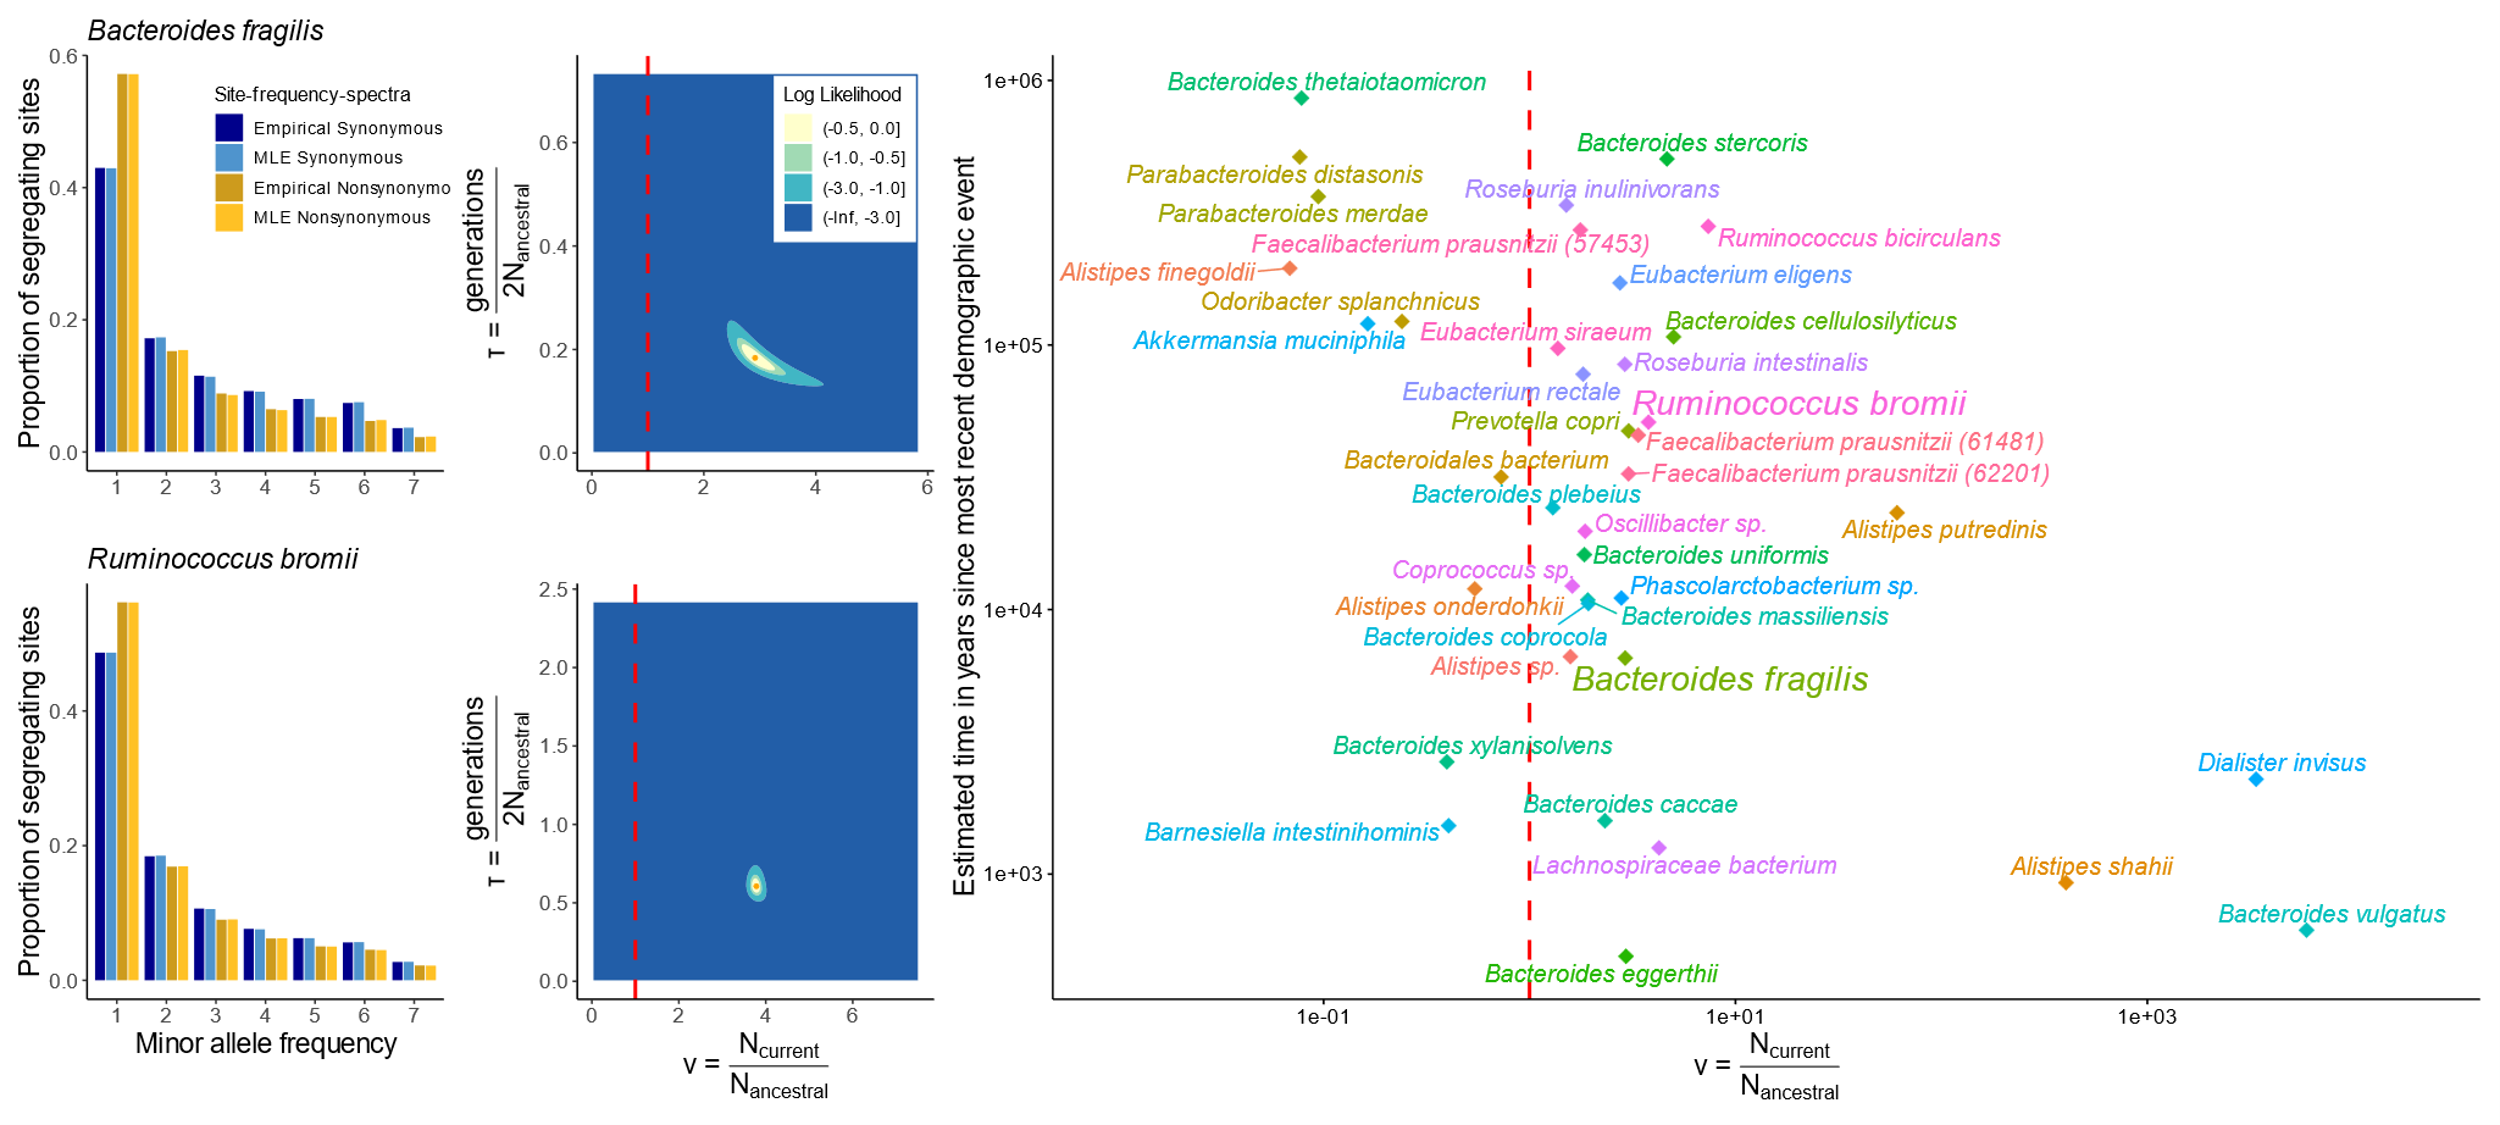 Bacteroides fragilis
Proportion of segregating sites
0.6
0.4
0.2
0.0
1 2 3 4 5 6 7
Site-frequency-spectra
Empirical Synonymous
MLE Synonymous
Empirical Nonsynonymo
MLE Nonsynonymous
τ = generations
2Nancestral
0.6
0.4
0.2
0.0
0 2 4 6
Log Likelihood
(-0.5, 0.0]
(-1.0, -0.5]
(-3.0, -1.0]
(-Inf, -3.0]
Ruminococcus bromii
Proportion of segregating sites
0.4
0.2
0.0
1 2 3 4 5 6 7
Minor allele frequency
τ = generations
2Nancestral
2.5
2.0
1.5
1.0
0.5
0.0
0 2 4 6
ν = Ncurrent
Nancestral
Estimated time in years since most recent demographic event
1e+06
1e+05
1e+04
1e+03
Bacteroides thetaiotaomicron
Bacteroides stercoris
Parabacteroides distasonis
Roseburia inulinivorans
Parabacteroides merdae
Faecalibacterium prausnitzii (57453)
Ruminococcus bicirculans
Alistipes finegoldii
Eubacterium eligens
Odoribacter splanchnicus
Akkermansia muciniphila
Eubacterium siraeum
Bacteroides cellulosilyticus
Roseburia intestinalis
Eubacterium rectale
Ruminococcus bromii
Prevotella copri
Faecalibacterium prausnitzii (61481)
Bacteroidales bacterium
Faecalibacterium prausnitzii (62201)
Bacteroides plebeius
Oscillibacter sp.
Alistipes putredinis
Bacteroides uniformis
Coprococcus sp.
Phascolarctobacterium sp.
Alistipes onderdonkii
Bacteroides massiliensis
Bacteroides coprocola
Alistipes sp.
Bacteroides fragilis
Bacteroides xylanisolvens
Dialister invisus
Bacteroides caccae
Barnesiella intestinihominis
Lachnospiraceae bacterium
Alistipes shahii
Bacteroides vulgatus
Bacteroides eggerthii
1e-01 1e+01 1e+03
ν = Ncurrent
Nancestral